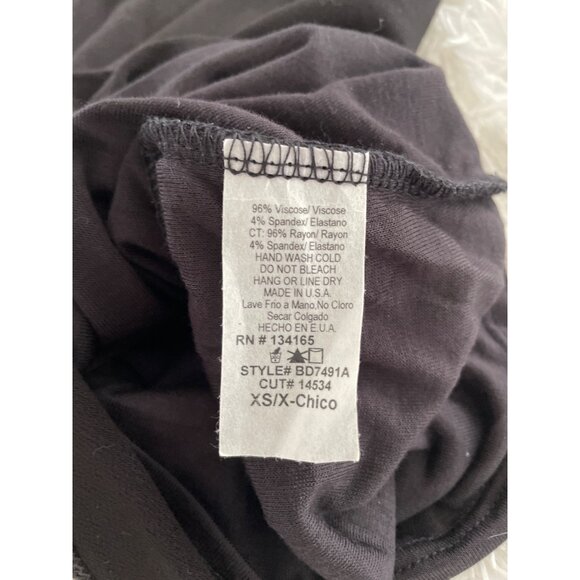 96% Viscose/ Viscose
4% Spandex/ Elastano
CT: 96% Rayon/ Rayon
4% Spandex/ Elastano
HAND WASH COLD
DO NOT BLEACH
HANG OR LINE DRY
MADE IN U.S.A.
Lave Frio a Mano,No Cloro
Secar Colgado
HECHO EN E.U.A.
RN # 134165
STYLE# BD7491A
CUT# 14534
XS/X-Chico